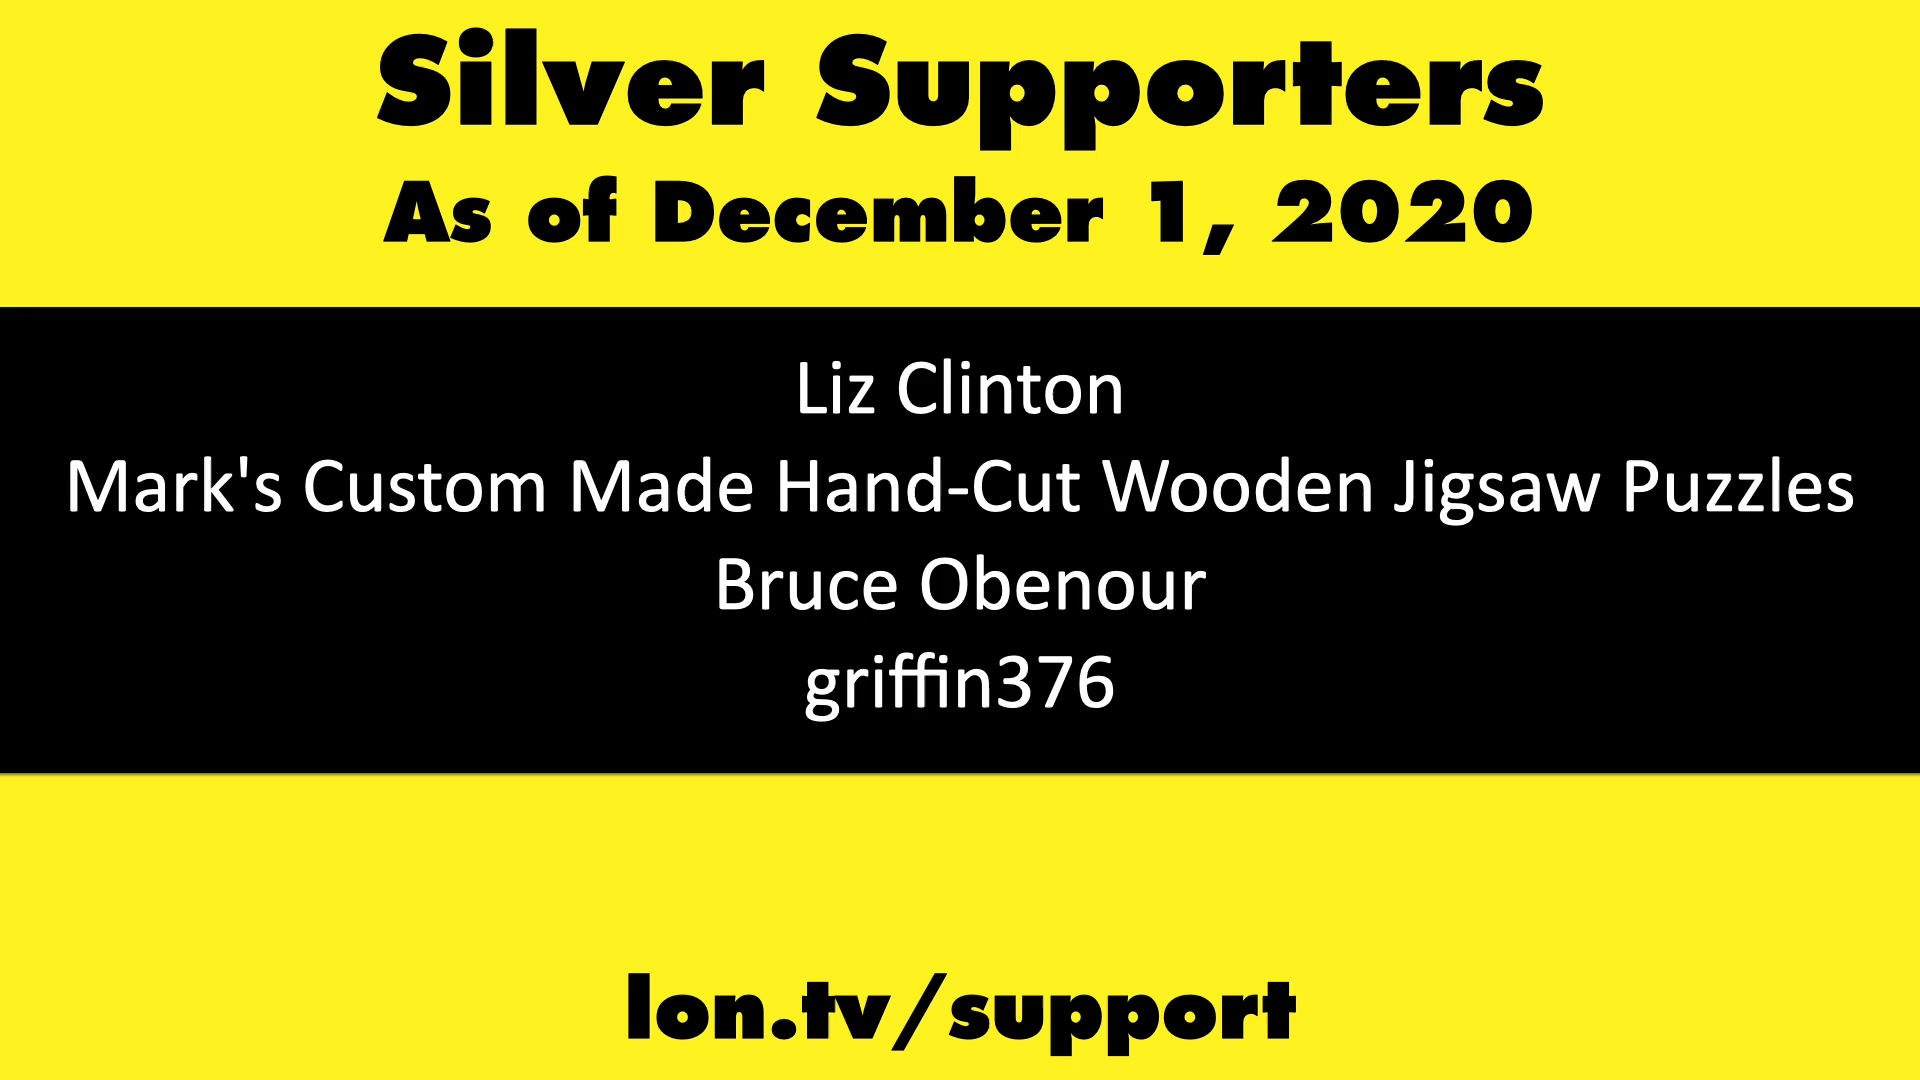 Silver Supporters
As of December 1, 2020
Liz Clinton
Mark's Custom Made Hand-Cut Wooden Jigsaw Puzzles
Bruce Obenour
griffin376
lon.tv/support